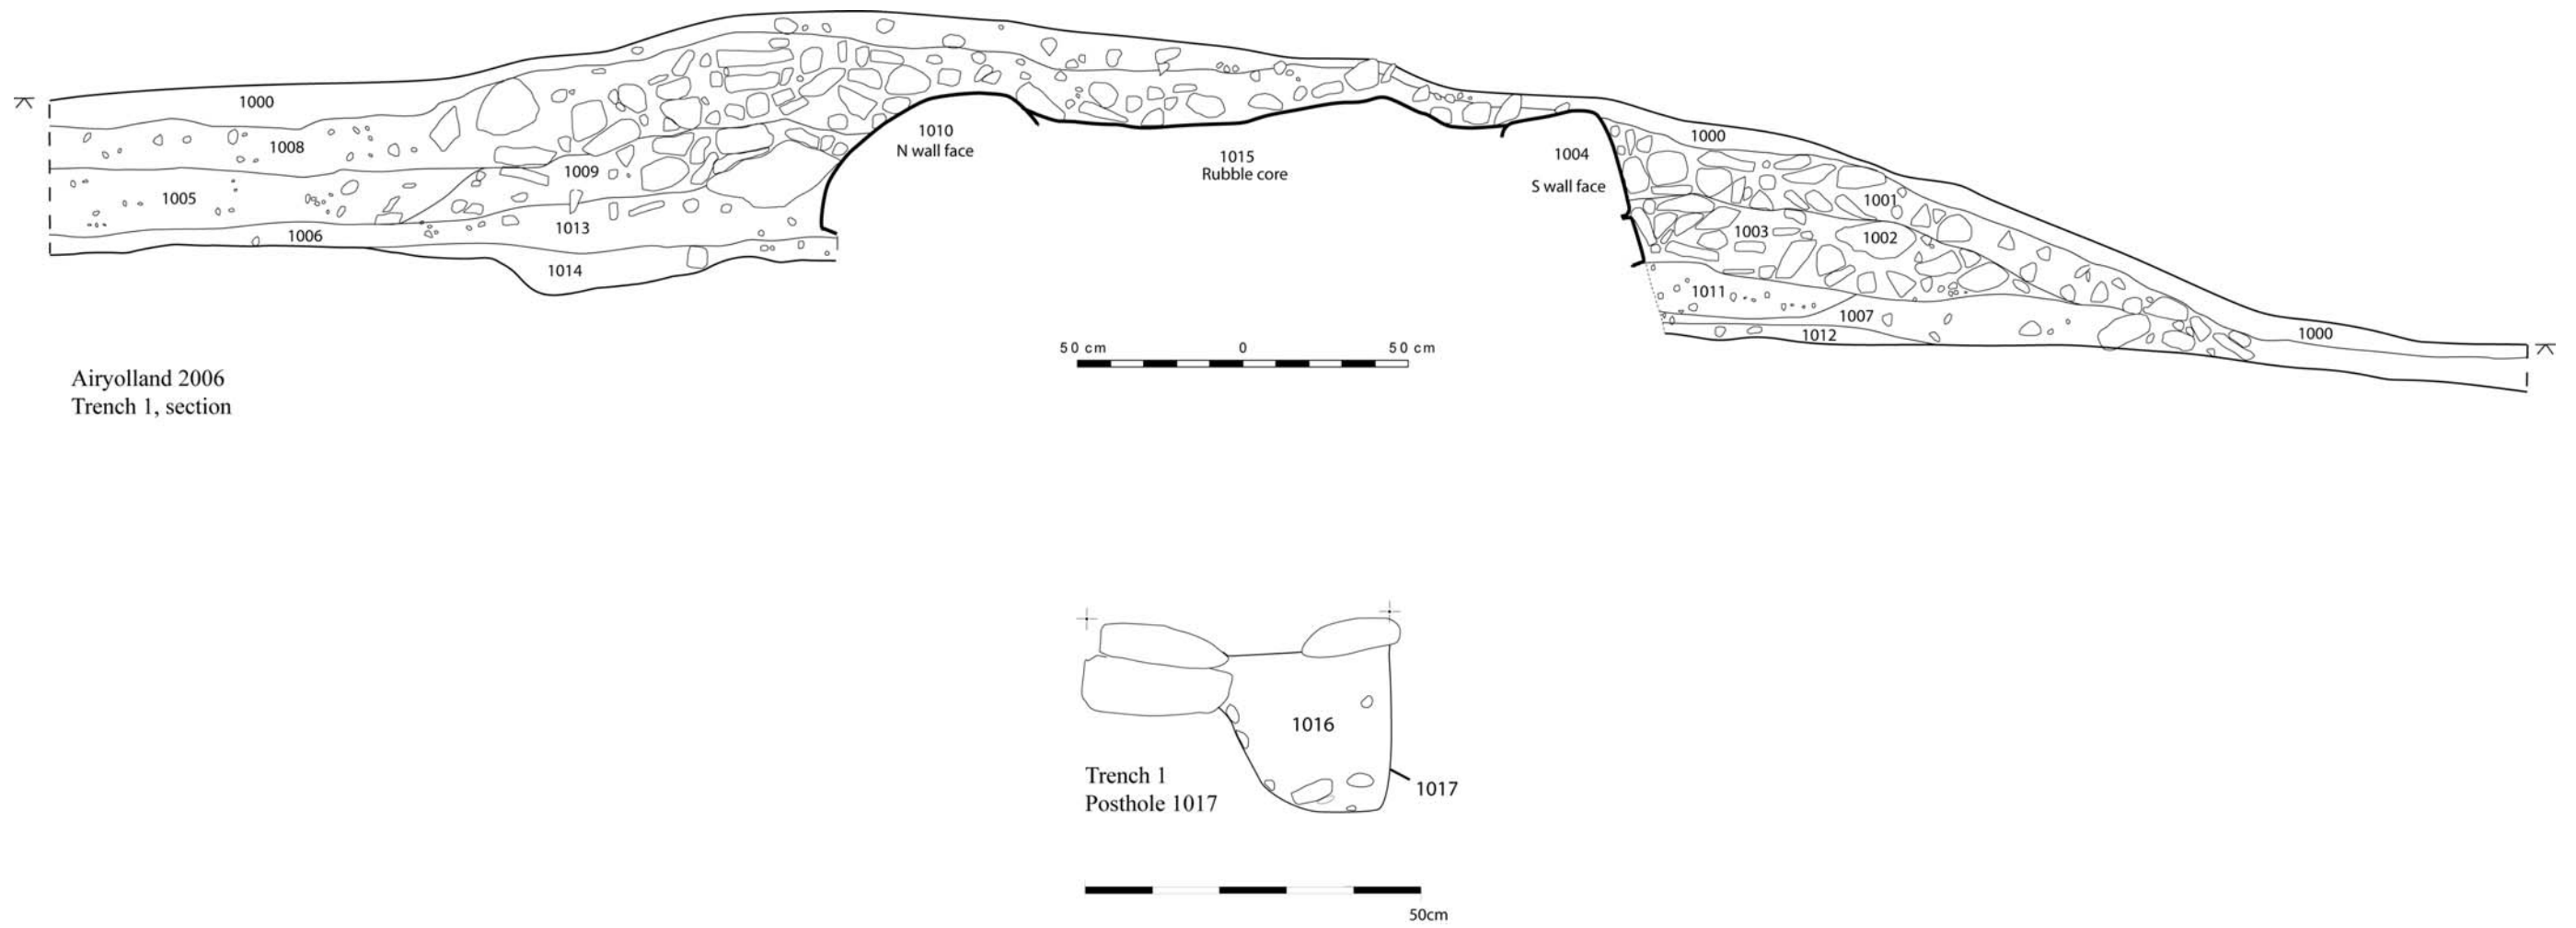 1000
1008
1005
1006
1009
1013
1014
1010
N wall face
1015
Rubble core
1004
S wall face
1000
1001
1003
1002
1011
1007
1012
1000
50 cm 0 50 cm
Airyolland 2006
Trench 1, section
1016
1017
Trench 1
Posthole 1017
50cm